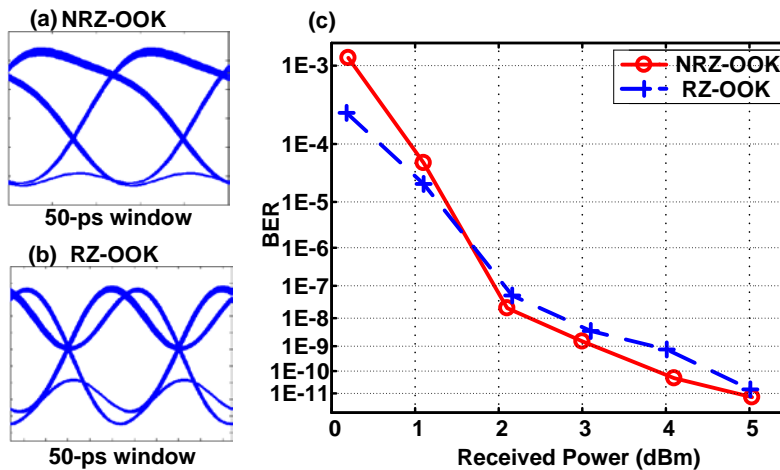 (a) NRZ-OOK
50-ps window
(b) RZ-OOK
50-ps window
(c)
NRZ-OOK
RZ-OOK
BER
1E-3
1E-4
1E-5
1E-6
1E-7
1E-8
1E-9
1E-10
1E-11
0 1 2 3 4 5
Received Power (dBm)